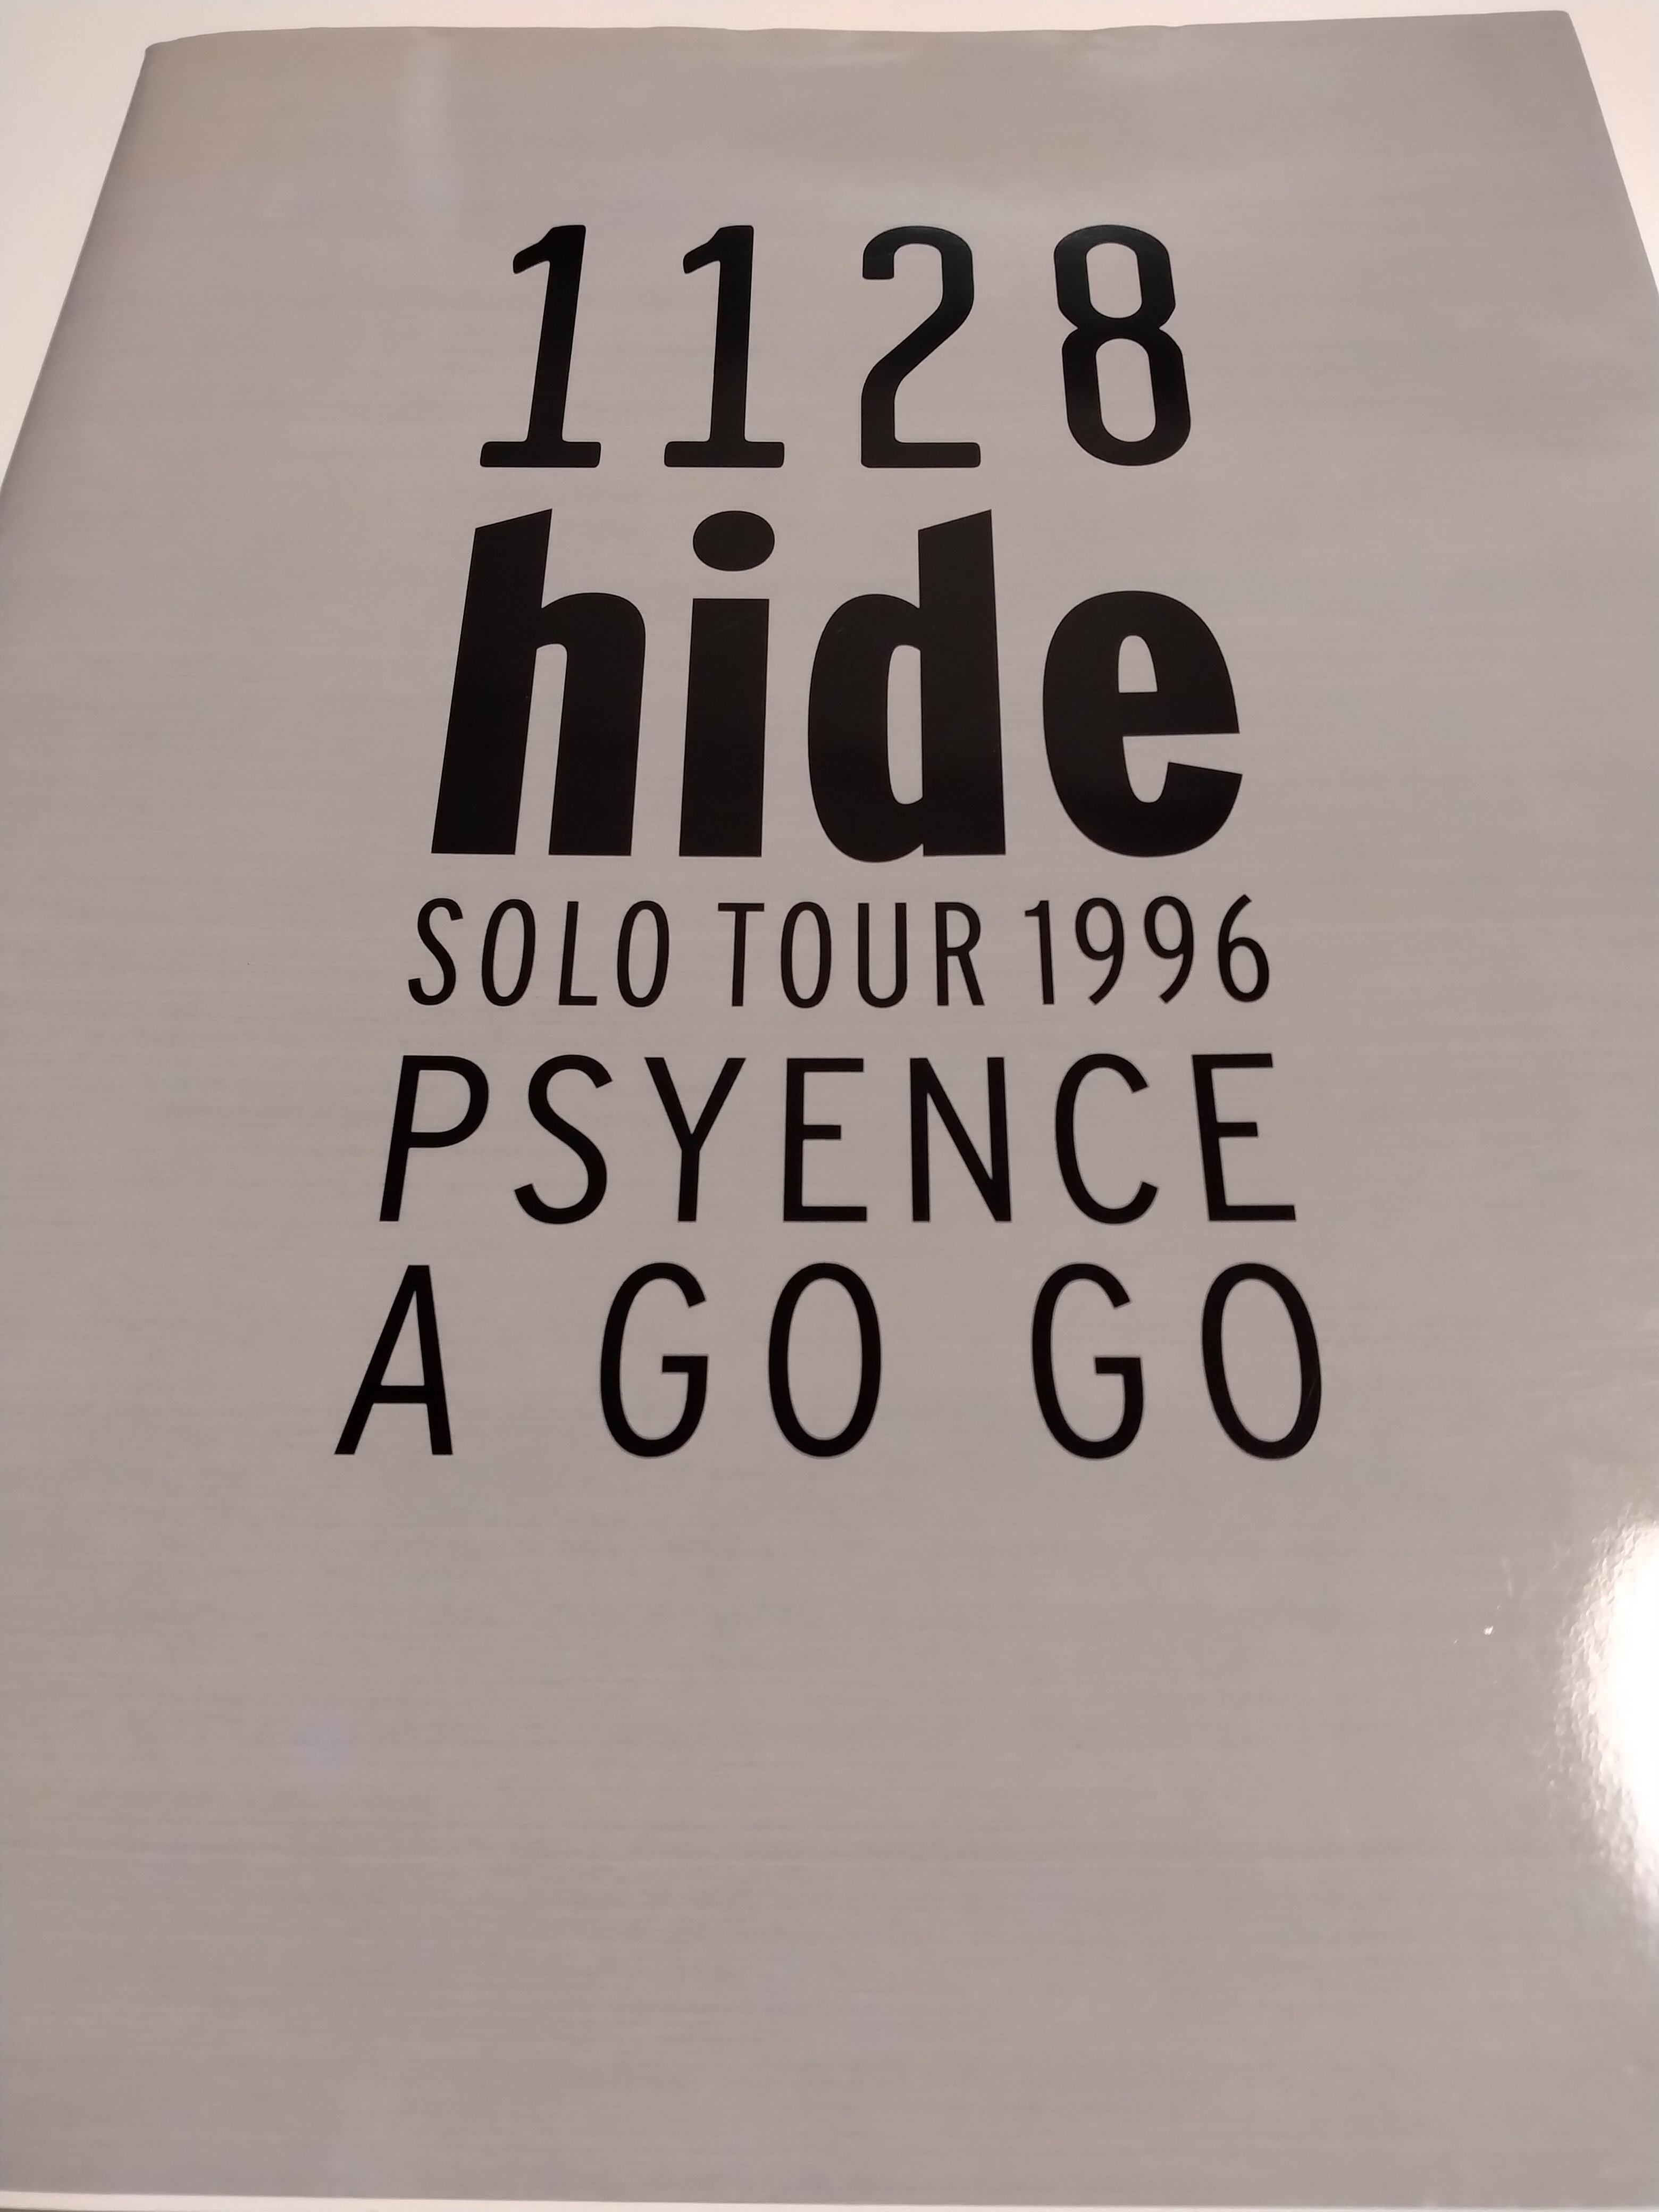 1128
hide
SOLO TOUR 1996
PSYENCE
A GO GO